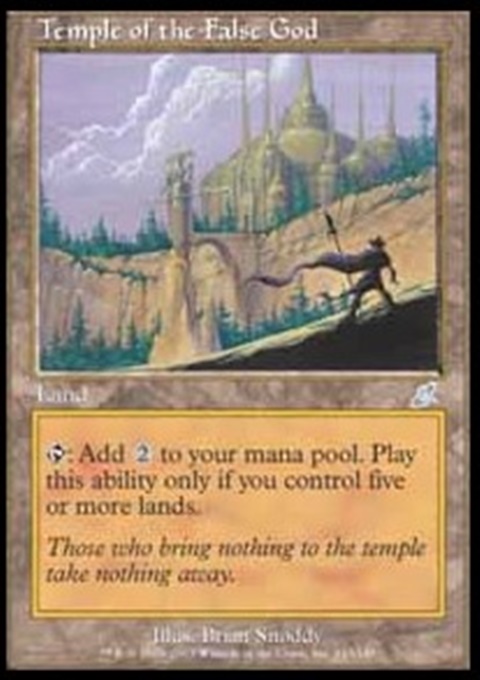 Temple of the False God
Land
: Add 2 to your mana pool. Play
this ability only if you control five
or more lands.
Those who bring nothing to the temple
take nothing away.
Illus. Brian Snoddy